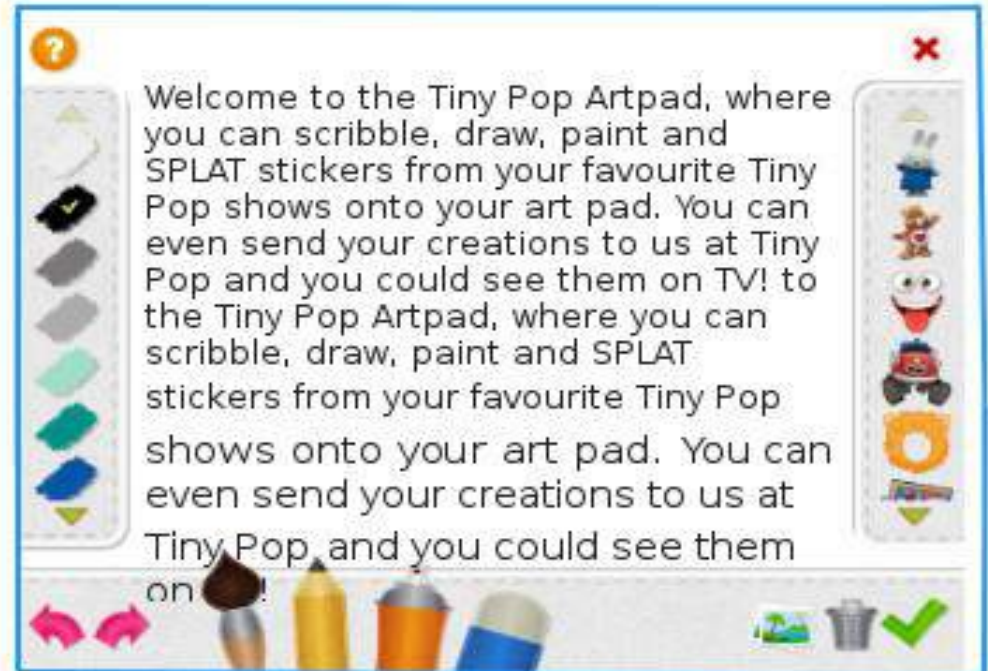 Welcome to the Tiny Pop Artpad, where
you can scribble, draw, paint and
SPLAT stickers from your favourite Tiny
Pop shows onto your art pad. You can
even send your creations to us at Tiny
Pop and you could see them on TV! to
the Tiny Pop Artpad, where you can
scribble, draw, paint and SPLAT
stickers from your favourite Tiny Pop
shows onto your art pad. You can
even send your creations to us at
Tiny Pop and you could see them
on !